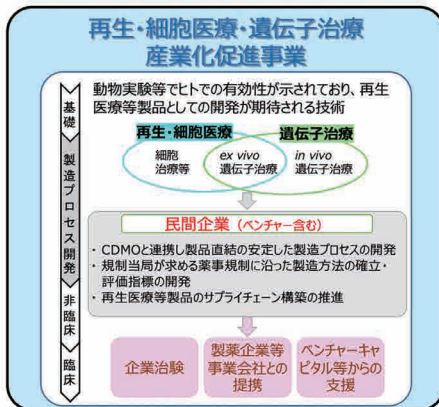 再生・細胞医療・遺伝子治療
産業化促進事業
基礎
製造プロセス開発
非臨床
臨床
動物実験等でヒトでの有効性が示されており、再生
医療等製品としての開発が期待される技術
再生・細胞医療
遺伝子治療
細胞
治療等
ex vivo
遺伝子治療
in vivo
遺伝子治療
民間企業（ベンチャー含む）
・ CDMOと連携し製品直結の安定した製造プロセスの開発
・ 規制当局が求める薬事規制に沿った製造方法の確立・
評価指標の開発
・ 再生医療等製品のサプライチェーン構築の推進
企業治験
製薬企業等
事業会社との
提携
ベンチャーキャ
ピタル等からの
支援